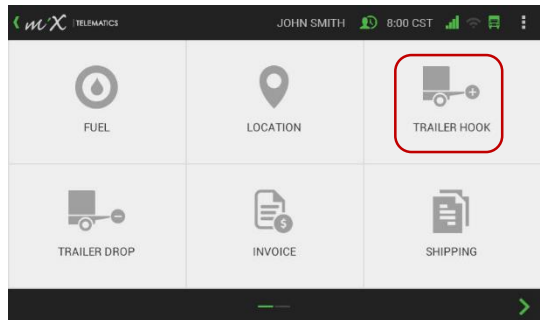 miX TELEMATICS JOHN SMITH 8:00 CST
FUEL LOCATION TRAILER HOOK
TRAILER DROP INVOICE SHIPPING